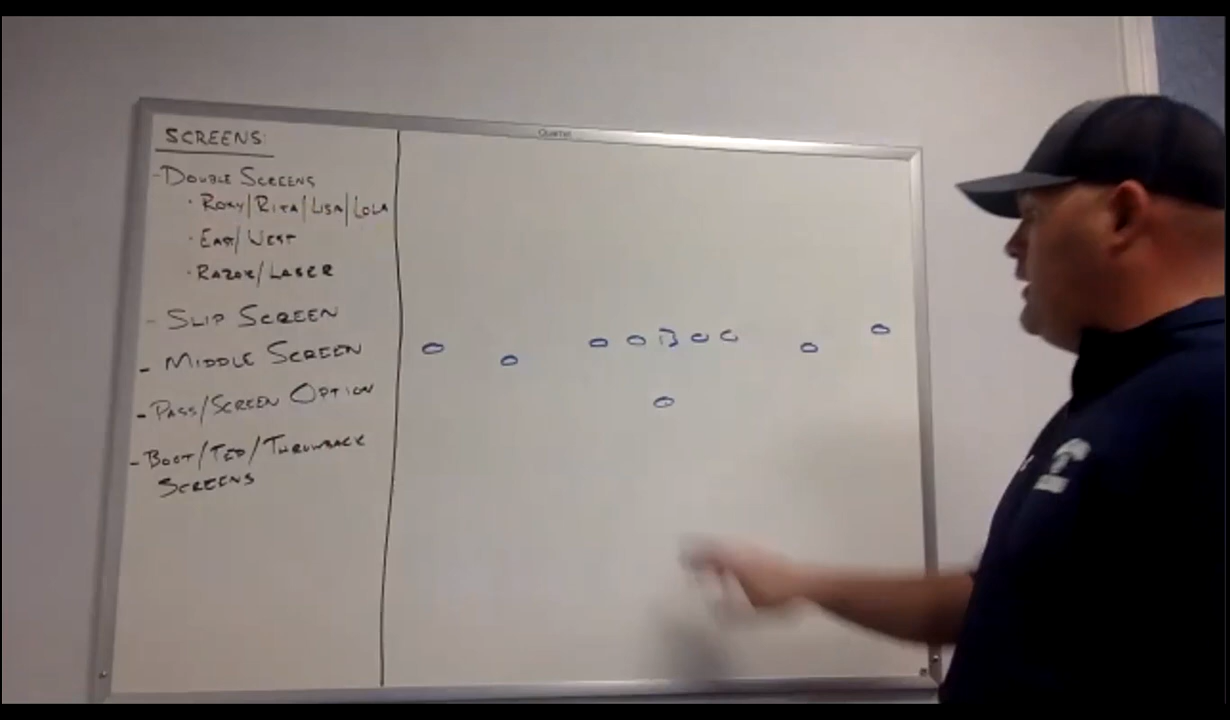 Quartet
SCREENS:
- DOUBLE SCREENS
· ROXY/RITA/LISA/LOLA
· EAST/WEST
· RAZOR/LASER
- SLIP SCREEN
- MIDDLE SCREEN
- PASS/SCREEN OPTION
- BOOT/TED/THROWBACK
SCREENS